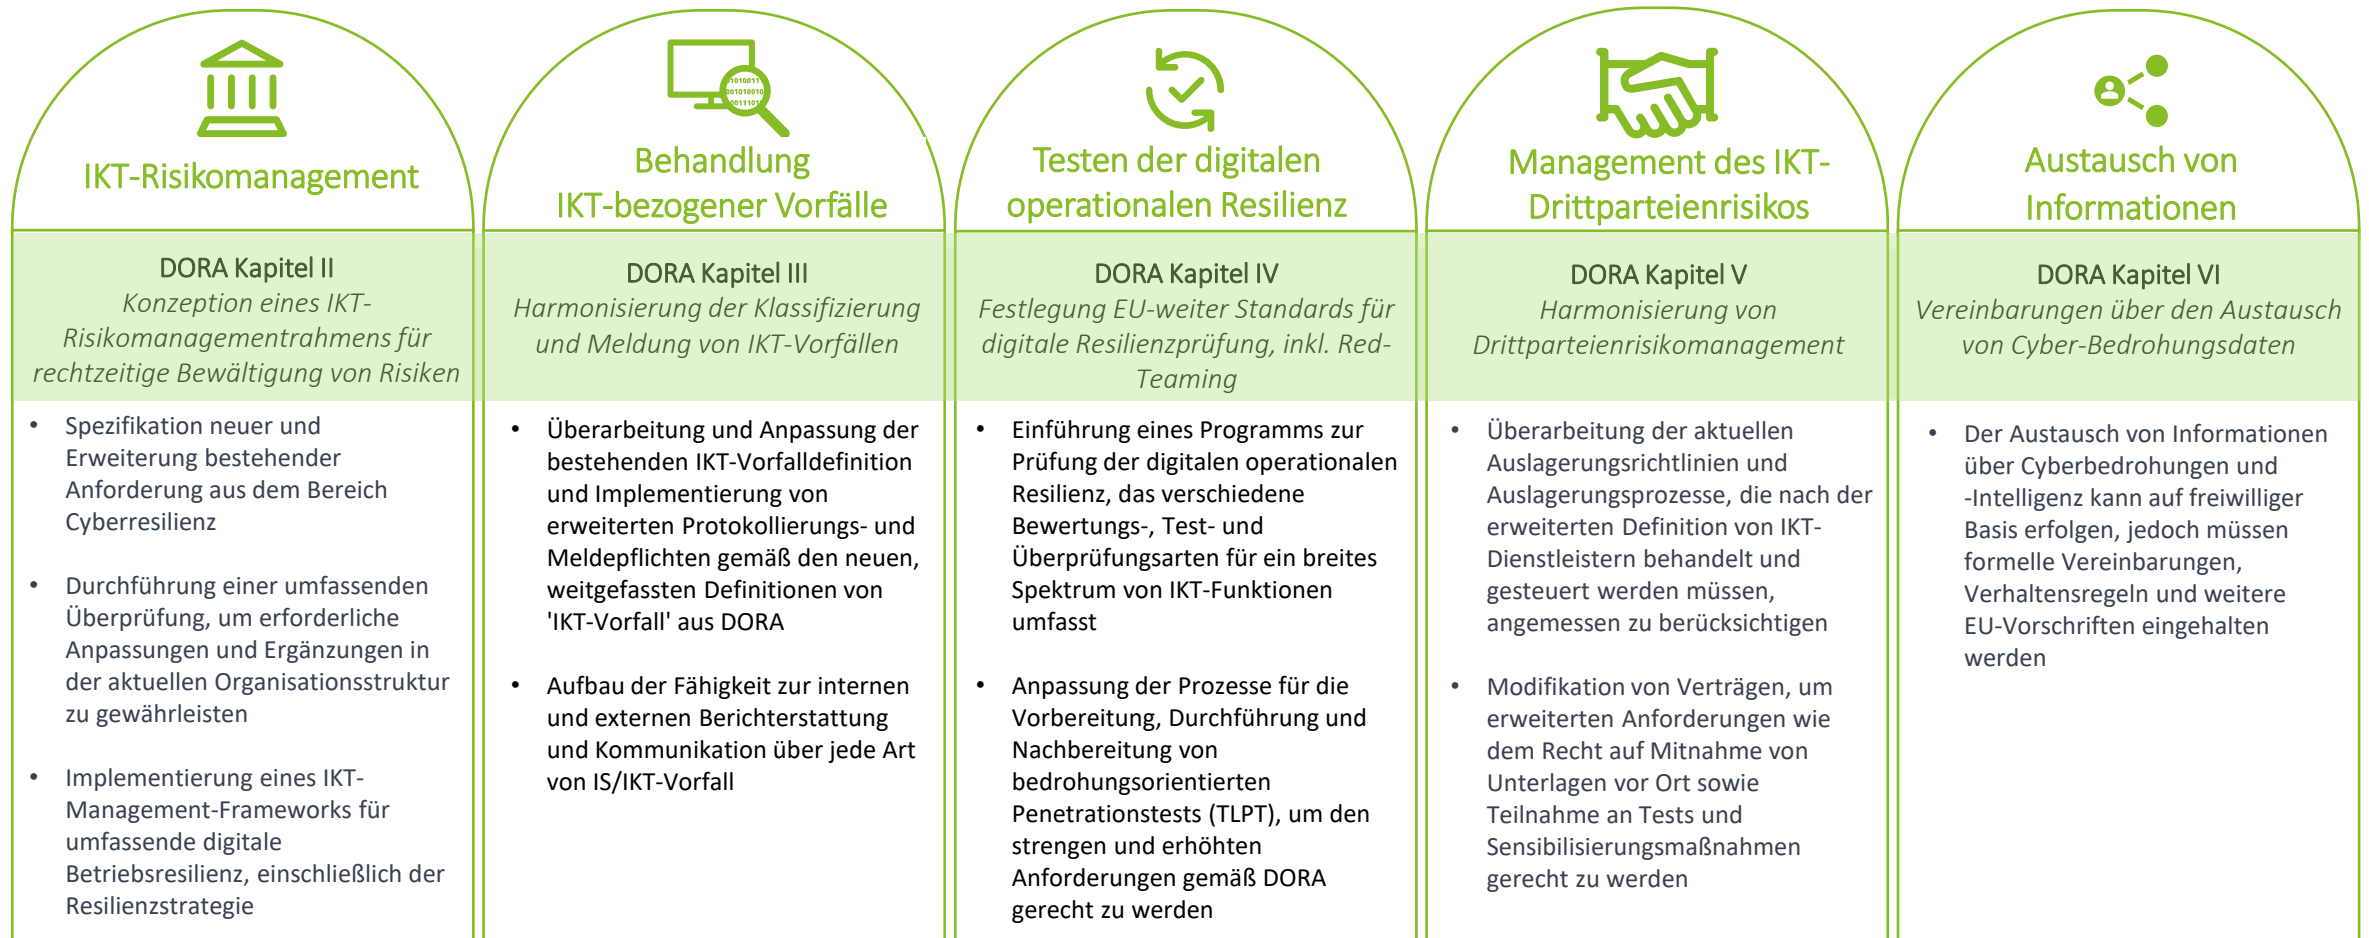 IKT-Risikomanagement
DORA Kapitel II
Konzeption eines IKT-
Risikomanagementrahmens für
rechtzeitige Bewältigung von Risiken
• Spezifikation neuer und
Erweiterung bestehender
Anforderung aus dem Bereich
Cyberresilienz
• Durchführung einer umfassenden
Überprüfung, um erforderliche
Anpassungen und Ergänzungen in
der aktuellen Organisationsstruktur
zu gewährleisten
• Implementierung eines IKT-
Management-Frameworks für
umfassende digitale
Betriebsresilienz, einschließlich der
Resilienzstrategie
Behandlung
IKT-bezogener Vorfälle
DORA Kapitel III
Harmonisierung der Klassifizierung
und Meldung von IKT-Vorfällen
• Überarbeitung und Anpassung der
bestehenden IKT-Vorfalldefinition
und Implementierung von
erweiterten Protokollierungs- und
Meldepflichten gemäß den neuen,
weitgefassten Definitionen von
'IKT-Vorfall' aus DORA
• Aufbau der Fähigkeit zur internen
und externen Berichterstattung
und Kommunikation über jede Art
von IS/IKT-Vorfall
Testen der digitalen
operationalen Resilienz
DORA Kapitel IV
Festlegung EU-weiter Standards für
digitale Resilienzprüfung, inkl. Red-
Teaming
• Einführung eines Programms zur
Prüfung der digitalen operationalen
Resilienz, das verschiedene
Bewertungs-, Test- und
Überprüfungsarten für ein breites
Spektrum von IKT-Funktionen
umfasst
• Anpassung der Prozesse für die
Vorbereitung, Durchführung und
Nachbereitung von
bedrohungsorientierten
Penetrationstests (TLPT), um den
strengen und erhöhten
Anforderungen gemäß DORA
gerecht zu werden
Management des IKT-
Drittparteienrisikos
DORA Kapitel V
Harmonisierung von
Drittparteienrisikomanagement
• Überarbeitung der aktuellen
Auslagerungsrichtlinien und
Auslagerungsprozesse, die nach der
erweiterten Definition von IKT-
Dienstleistern behandelt und
gesteuert werden müssen,
angemessen zu berücksichtigen
• Modifikation von Verträgen, um
erweiterten Anforderungen wie
dem Recht auf Mitnahme von
Unterlagen vor Ort sowie
Teilnahme an Tests und
Sensibilisierungsmaßnahmen
gerecht zu werden
Austausch von
Informationen
DORA Kapitel VI
Vereinbarungen über den Austausch
von Cyber-Bedrohungsdaten
• Der Austausch von Informationen
über Cyberbedrohungen und
-Intelligenz kann auf freiwilliger
Basis erfolgen, jedoch müssen
formelle Vereinbarungen,
Verhaltensregeln und weitere
EU-Vorschriften eingehalten
werden